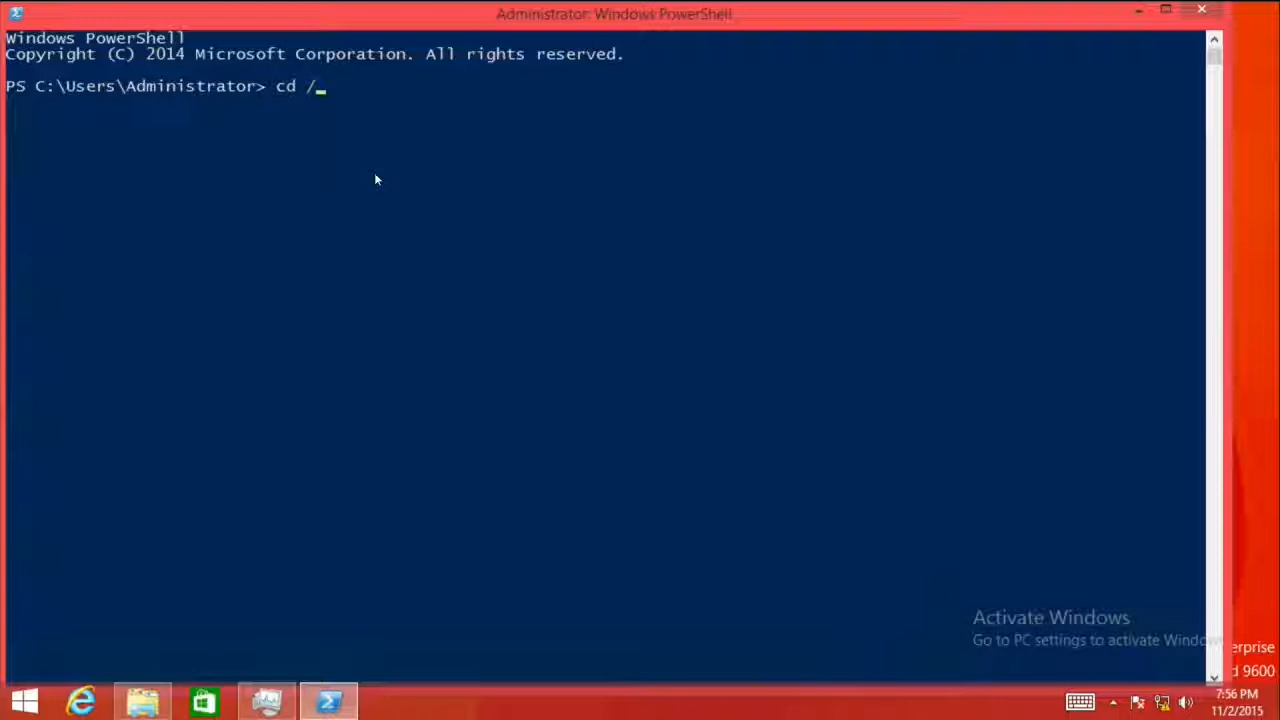 Administrator: Windows PowerShell
Windows PowerShell
Copyright (C) 2014 Microsoft Corporation. All rights reserved.
PS C:\Users\Administrator> cd /
Activate Windows
Go to PC settings to activate Windows
erprise
d 9600
7:56 PM
11/2/2015